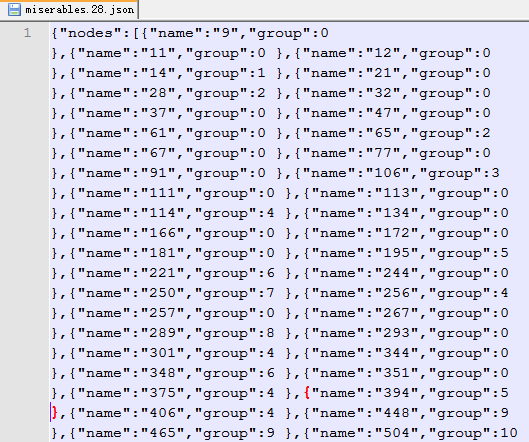 miserables.28.json
1 {"nodes":[{"name":"9","group":0
},{"name":"11","group":0 },{"name":"12","group":0
},{"name":"14","group":1 },{"name":"21","group":0
},{"name":"28","group":2 },{"name":"32","group":0
},{"name":"37","group":0 },{"name":"47","group":0
},{"name":"61","group":0 },{"name":"65","group":2
},{"name":"67","group":0 },{"name":"77","group":0
},{"name":"91","group":0 },{"name":"106","group":3
},{"name":"111","group":0 },{"name":"113","group":0
},{"name":"114","group":4 },{"name":"134","group":0
},{"name":"166","group":0 },{"name":"172","group":0
},{"name":"181","group":0 },{"name":"195","group":5
},{"name":"221","group":6 },{"name":"244","group":0
},{"name":"250","group":7 },{"name":"256","group":4
},{"name":"257","group":0 },{"name":"267","group":0
},{"name":"289","group":8 },{"name":"293","group":0
},{"name":"301","group":4 },{"name":"344","group":0
},{"name":"348","group":6 },{"name":"351","group":0
},{"name":"375","group":4 },{"name":"394","group":5
},{"name":"406","group":4 },{"name":"448","group":9
},{"name":"465","group":9 },{"name":"504","group":10